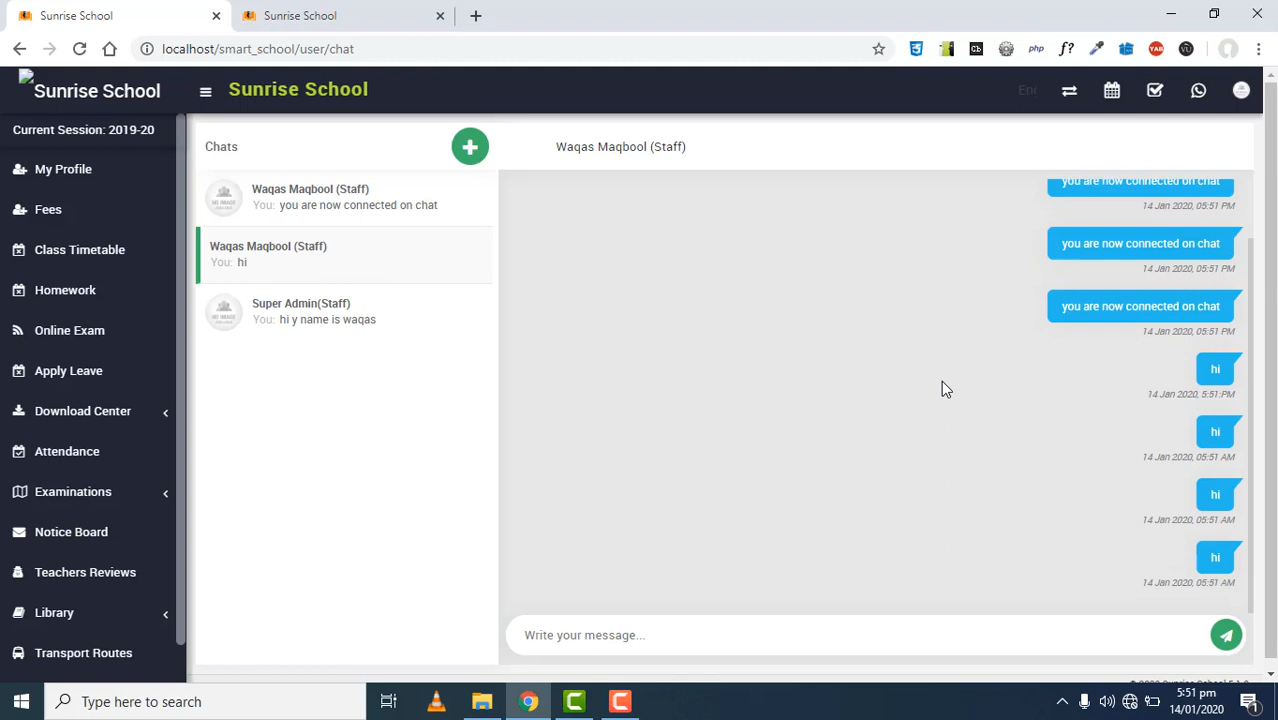 Sunrise School
Sunrise School
localhost/smart_school/user/chat
Sunrise School
Sunrise School
Current Session: 2019-20
My Profile
Fees
Class Timetable
Homework
Online Exam
Apply Leave
Download Center
Attendance
Examinations
Notice Board
Teachers Reviews
Library
Transport Routes
Chats
Waqas Maqbool (Staff)
You: you are now connected on chat
Waqas Maqbool (Staff)
You: hi
Super Admin(Staff)
You: hi y name is waqas
Waqas Maqbool (Staff)
you are now connected on chat
14 Jan 2020, 05:51 PM
you are now connected on chat
14 Jan 2020, 05:51 PM
you are now connected on chat
14 Jan 2020, 05:51 PM
hi
14 Jan 2020, 5:51:PM
hi
14 Jan 2020, 05:51 AM
hi
14 Jan 2020, 05:51 AM
hi
14 Jan 2020, 05:51 AM
Write your message...
Type here to search
5:51 pm
14/01/2020